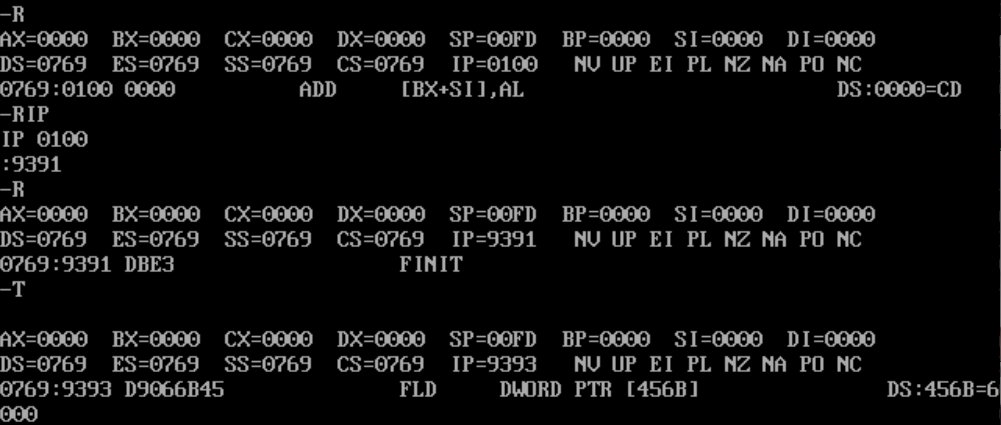 -R
AX=0000 BX=0000 CX=0000 DX=0000 SP=00FD BP=0000 SI=0000 DI=0000
DS=0769 ES=0769 SS=0769 CS=0769 IP=0100 NV UP EI PL NZ NA PO NC
0769:0100 0000 ADD [BX+SI],AL DS:0000=CD
-RIP
IP 0100
:9391
-R
AX=0000 BX=0000 CX=0000 DX=0000 SP=00FD BP=0000 SI=0000 DI=0000
DS=0769 ES=0769 SS=0769 CS=0769 IP=9391 NV UP EI PL NZ NA PO NC
0769:9391 DBE3 FINIT
-T
AX=0000 BX=0000 CX=0000 DX=0000 SP=00FD BP=0000 SI=0000 DI=0000
DS=0769 ES=0769 SS=0769 CS=0769 IP=9393 NV UP EI PL NZ NA PO NC
0769:9393 D9066B45 FLD DWORD PTR [456B] DS:456B=6
000